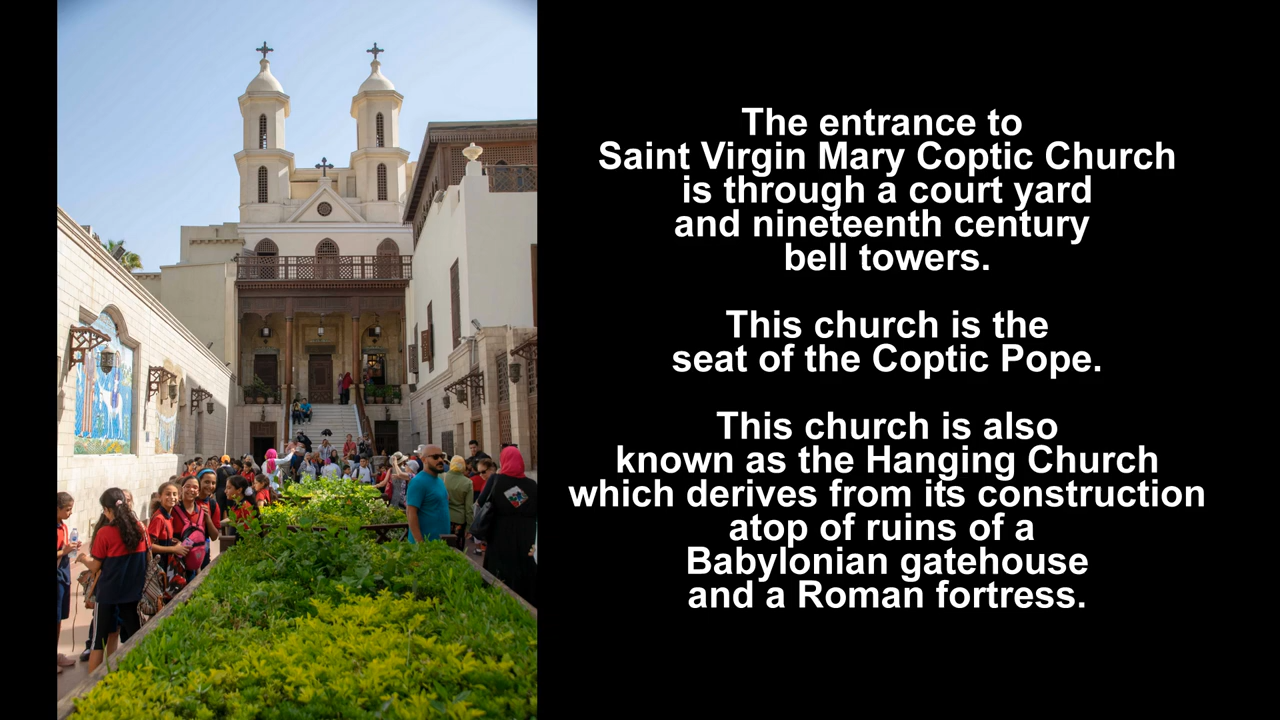 The entrance to
Saint Virgin Mary Coptic Church
is through a court yard
and nineteenth century
bell towers.
This church is the
seat of the Coptic Pope.
This church is also
known as the Hanging Church
which derives from its construction
atop of ruins of a
Babylonian gatehouse
and a Roman fortress.